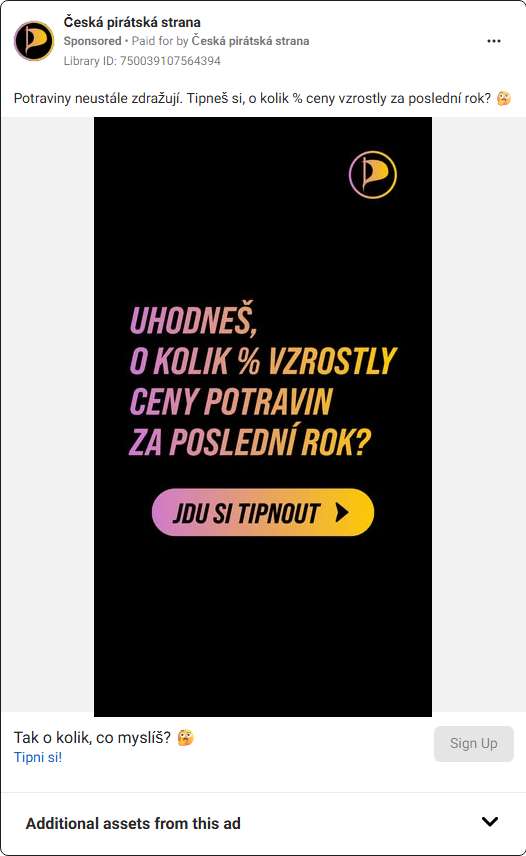 Česká pirátská strana
Sponsored • Paid for by Česká pirátská strana
Library ID: 750039107564394
Potraviny neustále zdražují. Tipneš si, o kolik % ceny vzrostly za poslední rok? 🤔
UHODNEŠ,
O KOLIK % VZROSTLY
CENY POTRAVIN
ZA POSLEDNÍ ROK?
JDU SI TIPNOUT
Tak o kolik, co myslíš? 🤔
Tipni si!
Sign Up
Additional assets from this ad